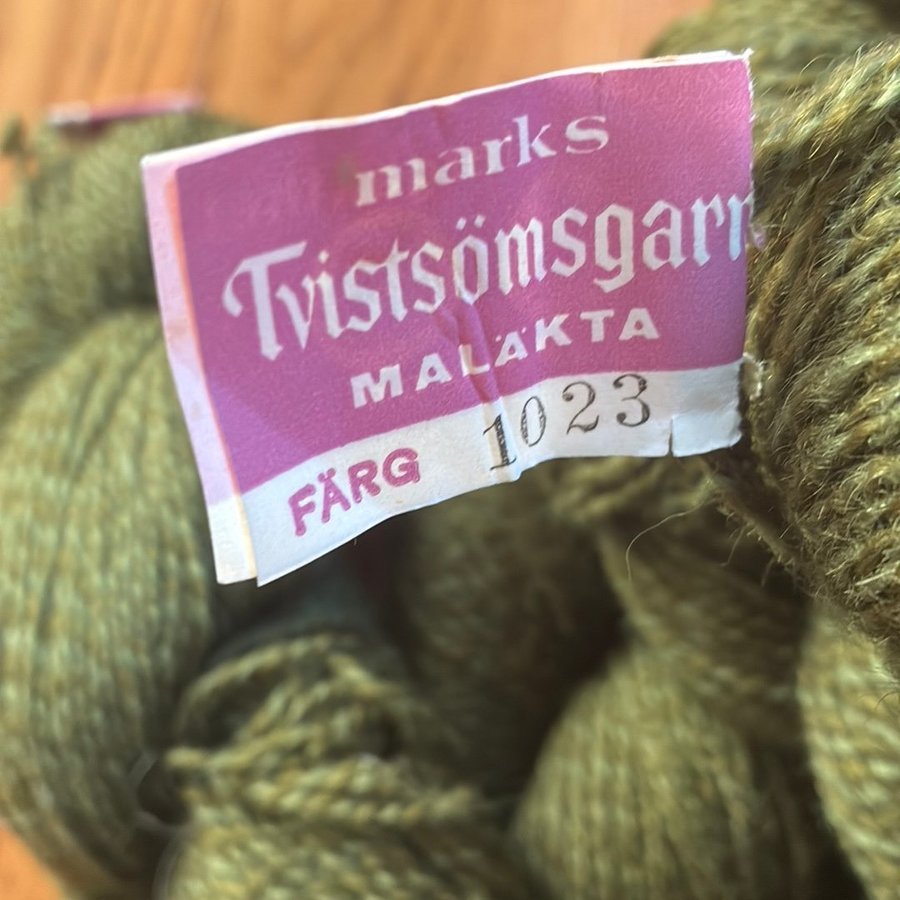 marks
Tvistsömsgarn
MALÄKTA
FÄRG 1023